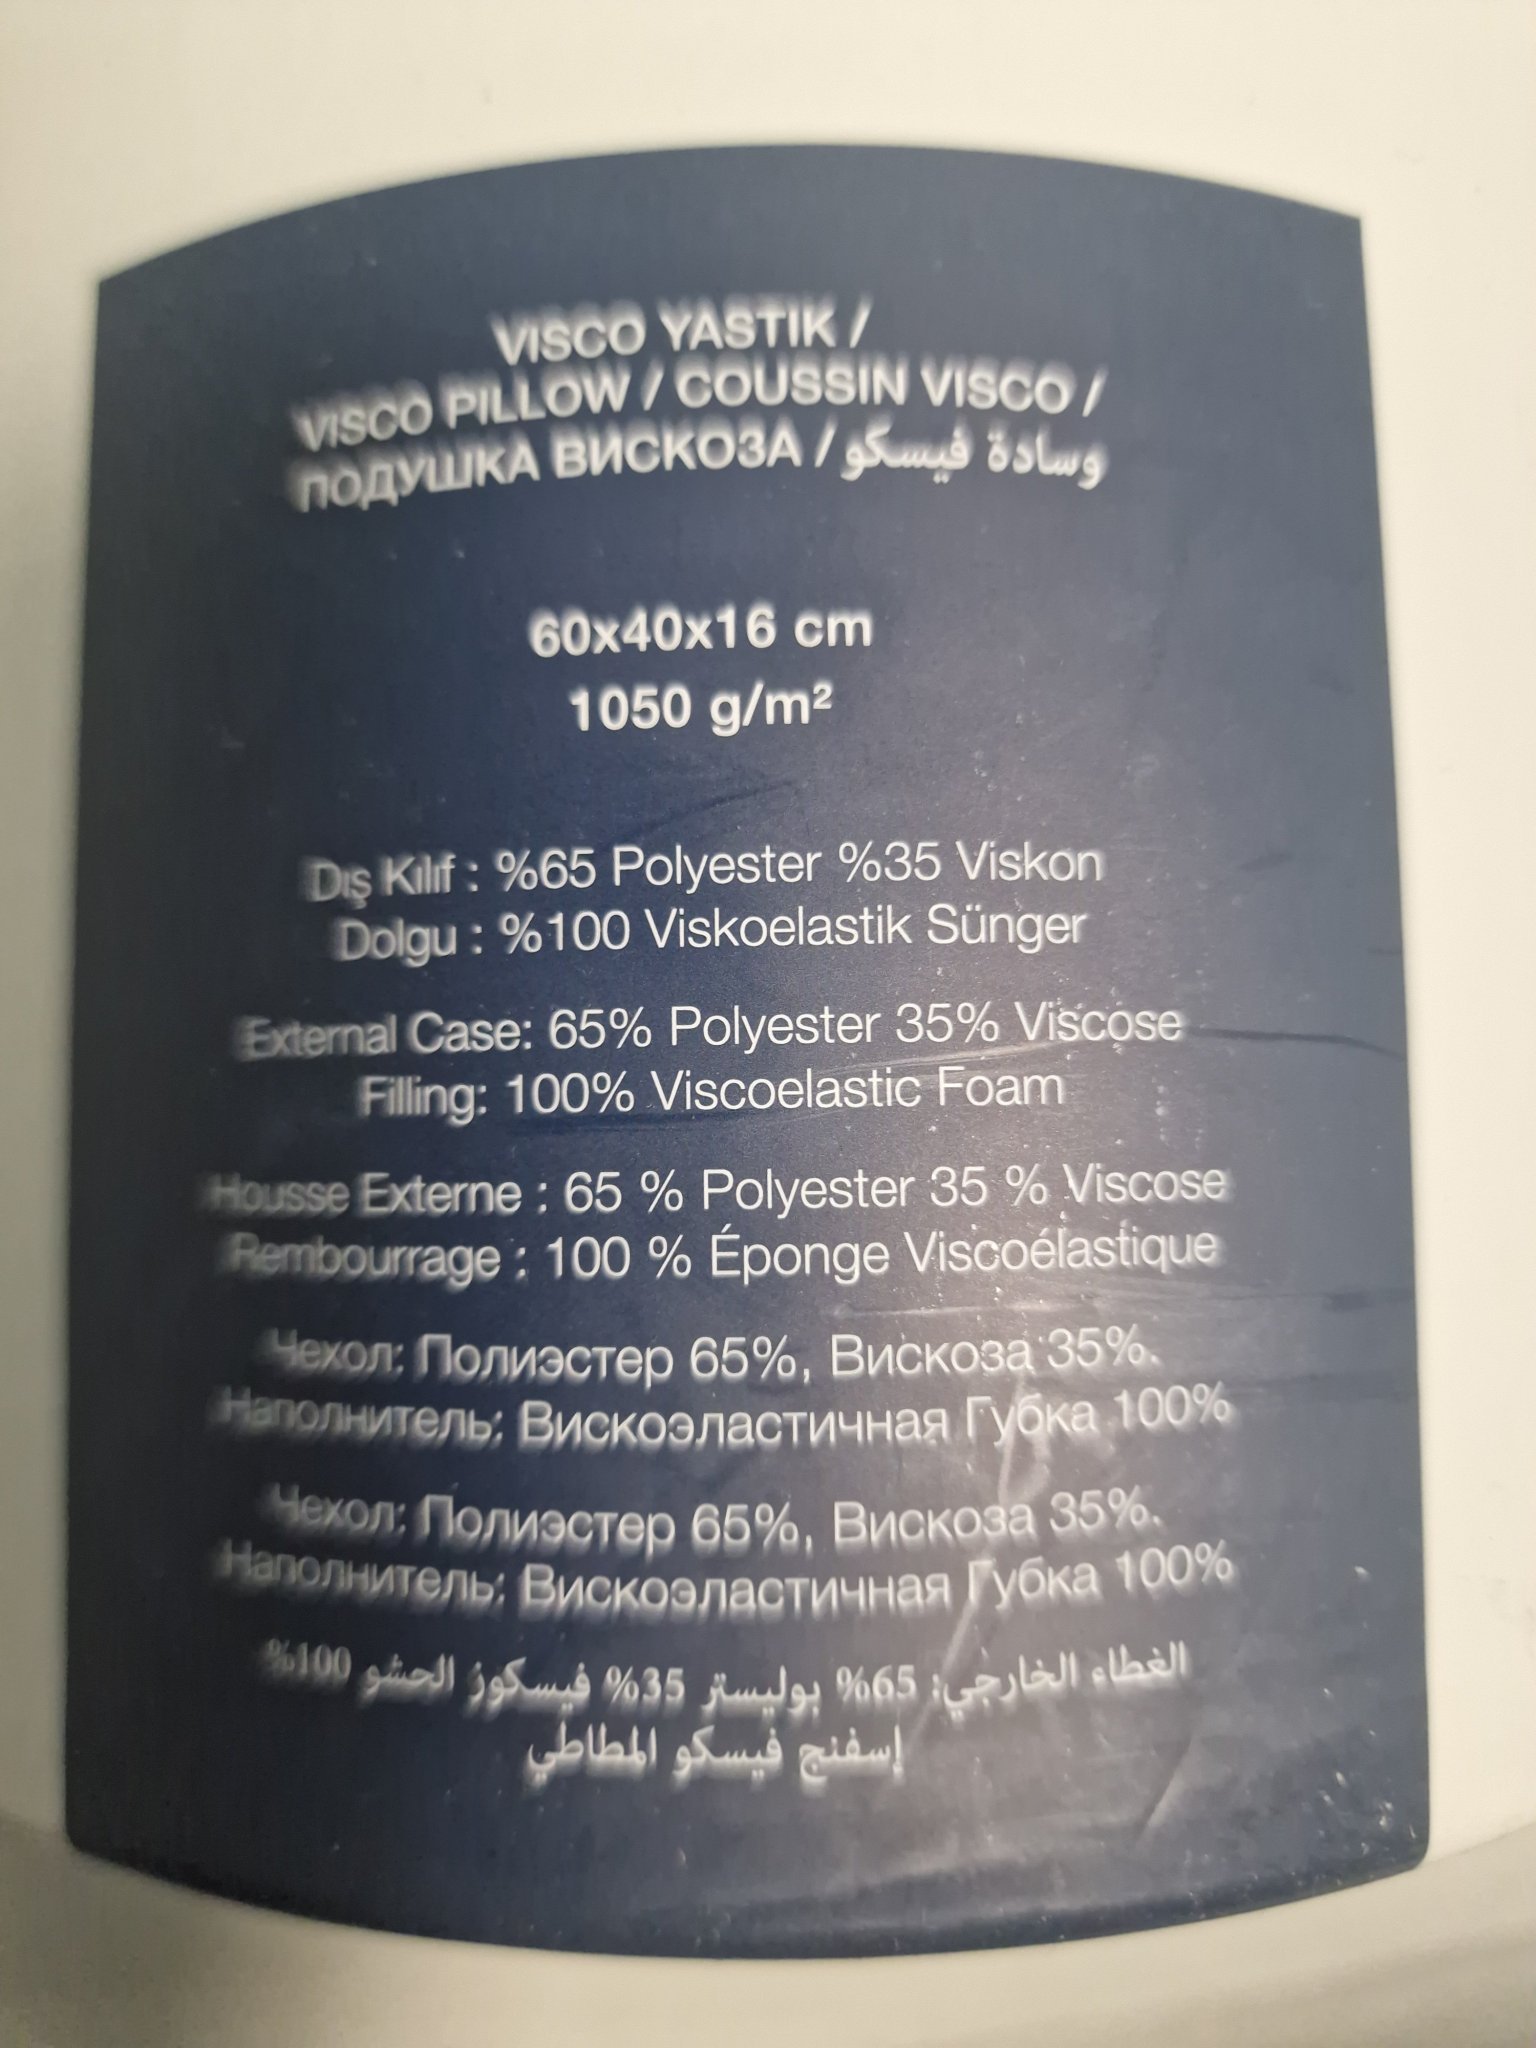 VISCO YASTIK /
VISCO PILLOW / COUSSIN VISCO /
ПОДУШКА ВИСКОЗА / وسادة فيسكو
60x40x16 cm
1050 g/m²
Dış Kılıf : %65 Polyester %35 Viskon
Dolgu : %100 Viskoelastik Sünger
External Case: 65% Polyester 35% Viscose
Filling: 100% Viscoelastic Foam
Housse Externe : 65 % Polyester 35 % Viscose
Rembourrage : 100 % Éponge Viscoélastique
Чехол: Полиэстер 65%, Вискоза 35%.
Наполнитель: Вискоэластичная Губка 100%
Чехол: Полиэстер 65%, Вискоза 35%.
Наполнитель: Вискоэластичная Губка 100%
الغطاء الخارجي: 65% بوليستر 35% فيسكوز الحشو 100%
إسفنج فيسكو المطاطي